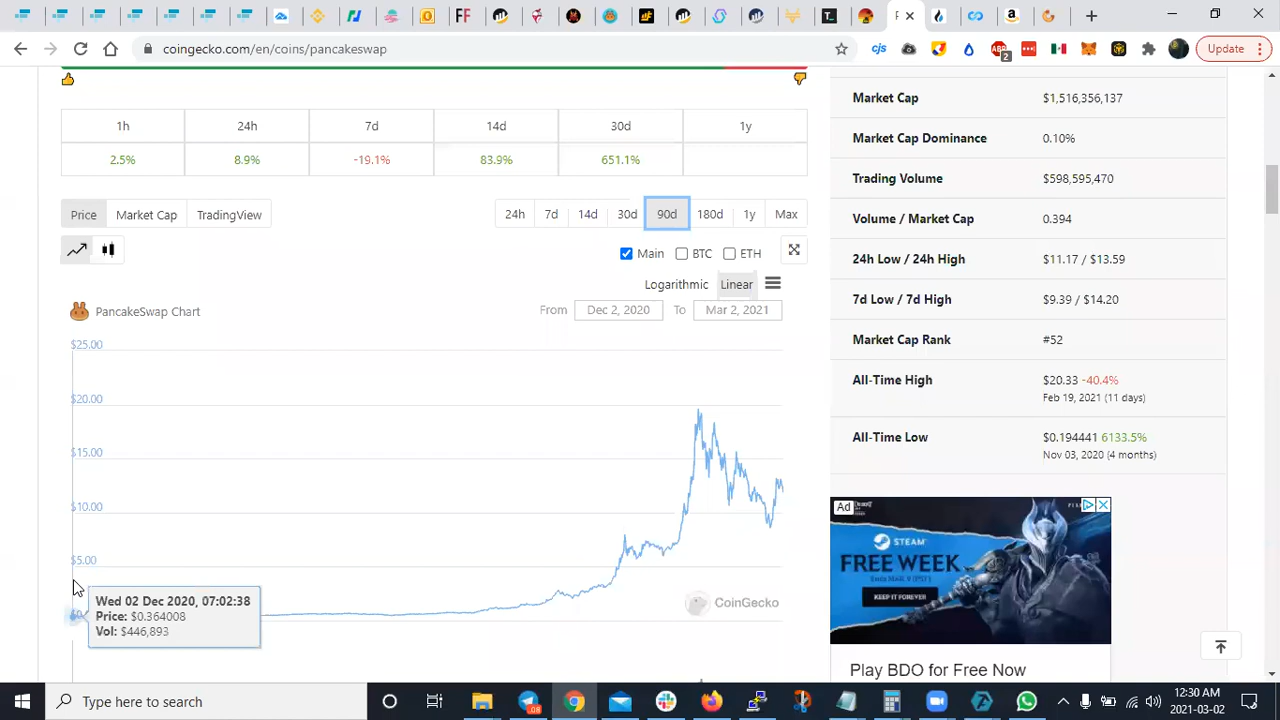 coingecko.com/en/coins/pancakeswap
2
Update
1h 24h 7d 14d 30d 1y
2.5% 8.9% -19.1% 83.9% 651.1%
Price Market Cap TradingView
24h 7d 14d 30d 90d 180d 1y Max
Main BTC ETH
Logarithmic Linear
PancakeSwap Chart
From Dec 2, 2020 To Mar 2, 2021
$25.00
$20.00
$15.00
$10.00
$5.00
Wed 02 Dec 2020, 07:02:38
Price: $0.364008
Vol: $446,893
CoinGecko
Market Cap $1,516,356,137
Market Cap Dominance 0.10%
Trading Volume $598,595,470
Volume / Market Cap 0.394
24h Low / 24h High $11.17 / $13.59
7d Low / 7d High $9.39 / $14.20
Market Cap Rank #52
All-Time High $20.33 -40.4%
Feb 19, 2021 (11 days)
All-Time Low $0.194441 6133.5%
Nov 03, 2020 (4 months)
Ad
STEAM
FREE WEEK
KEEP IT FOREVER
Play BDO for Free Now
Type here to search
12:30 AM
2021-03-02